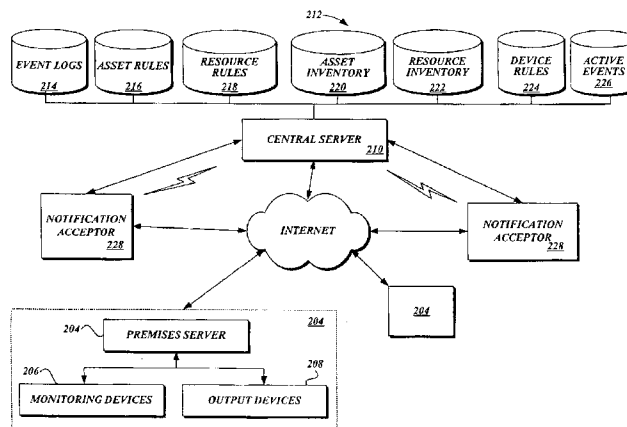 212
EVENT LOGS
214
ASSET RULES
216
RESOURCE RULES
218
ASSET INVENTORY
220
RESOURCE INVENTORY
222
DEVICE RULES
224
ACTIVE EVENTS
226
CENTRAL SERVER
210
NOTIFICATION ACCEPTOR
228
INTERNET
NOTIFICATION ACCEPTOR
228
204
PREMISES SERVER
204
204
206
MONITORING DEVICES
208
OUTPUT DEVICES